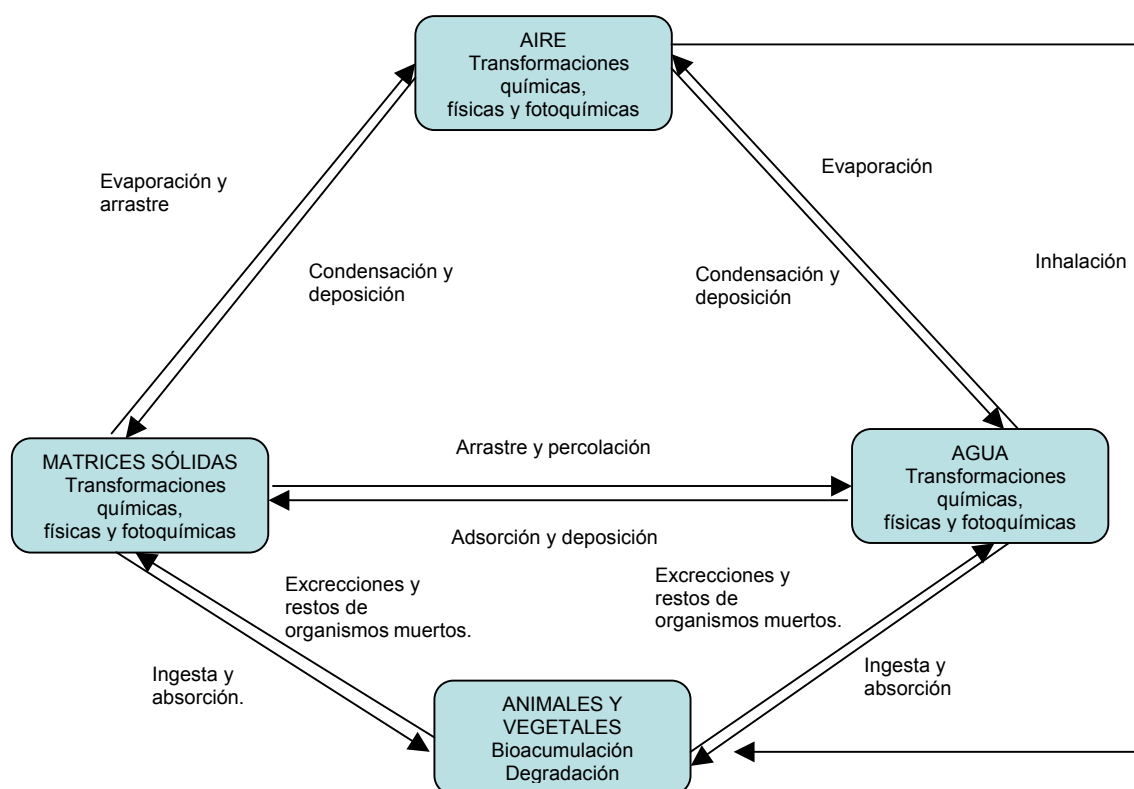 AIRE
Transformaciones
químicas,
físicas y fotoquímicas
Evaporación y
arrastre
Evaporación
Condensación y
deposición
Condensación y
deposición
Inhalación
MATRICES SÓLIDAS
Transformaciones
químicas,
físicas y fotoquímicas
Arrastre y percolación
AGUA
Transformaciones
químicas,
físicas y fotoquímicas
Adsorción y deposición
Excrecciones y
restos de
organismos muertos.
Excrecciones y
restos de
organismos muertos.
Ingesta y
absorción.
Ingesta y
absorción
ANIMALES Y
VEGETALES
Bioacumulación
Degradación